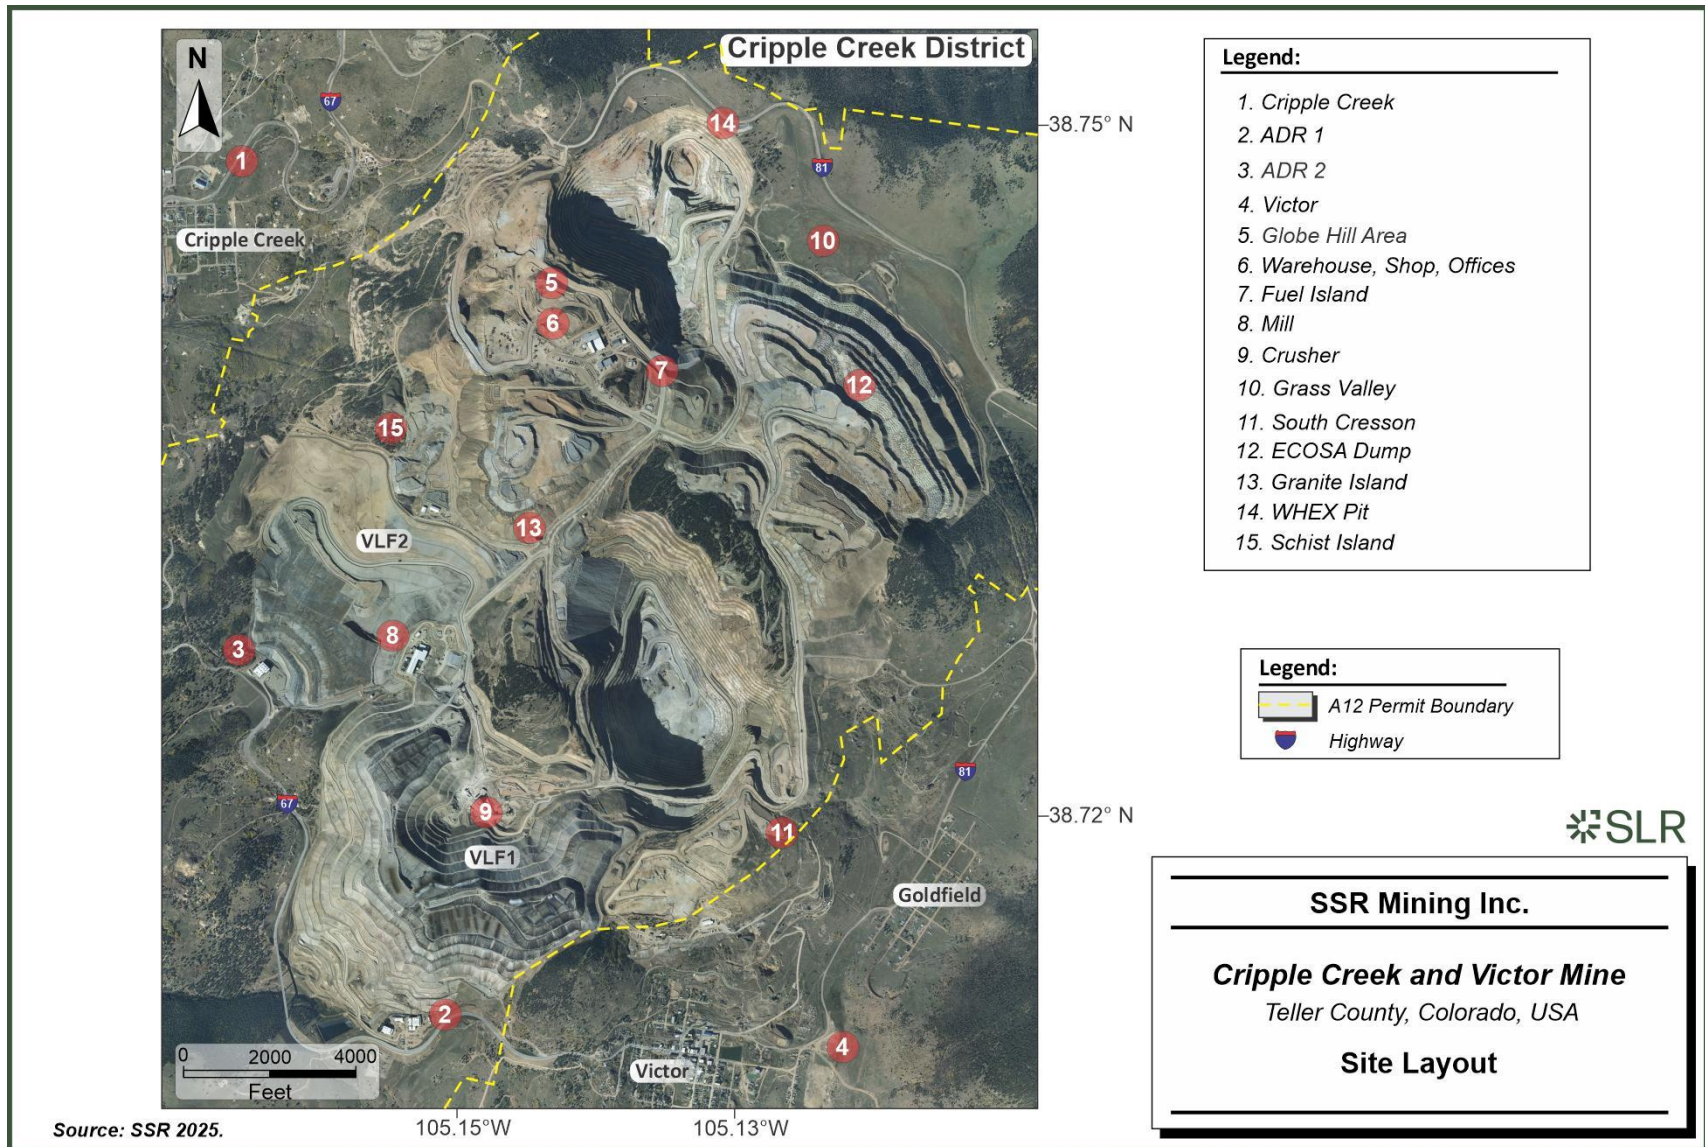 Cripple Creek District
N
67
14
38.75° N
1
81
Cripple Creek
10
5
6
7
12
15
13
VLF2
8
3
81
67
9
38.72° N
11
VLF1
Goldfield
2
4
0 2000 4000
Feet
Victor
105.15°W
105.13°W
Source: SSR 2025.
Legend:
1. Cripple Creek
2. ADR 1
3. ADR 2
4. Victor
5. Globe Hill Area
6. Warehouse, Shop, Offices
7. Fuel Island
8. Mill
9. Crusher
10. Grass Valley
11. South Cresson
12. ECOSA Dump
13. Granite Island
14. WHEX Pit
15. Schist Island
Legend:
A12 Permit Boundary
Highway
SLR
SSR Mining Inc.
Cripple Creek and Victor Mine
Teller County, Colorado, USA
Site Layout